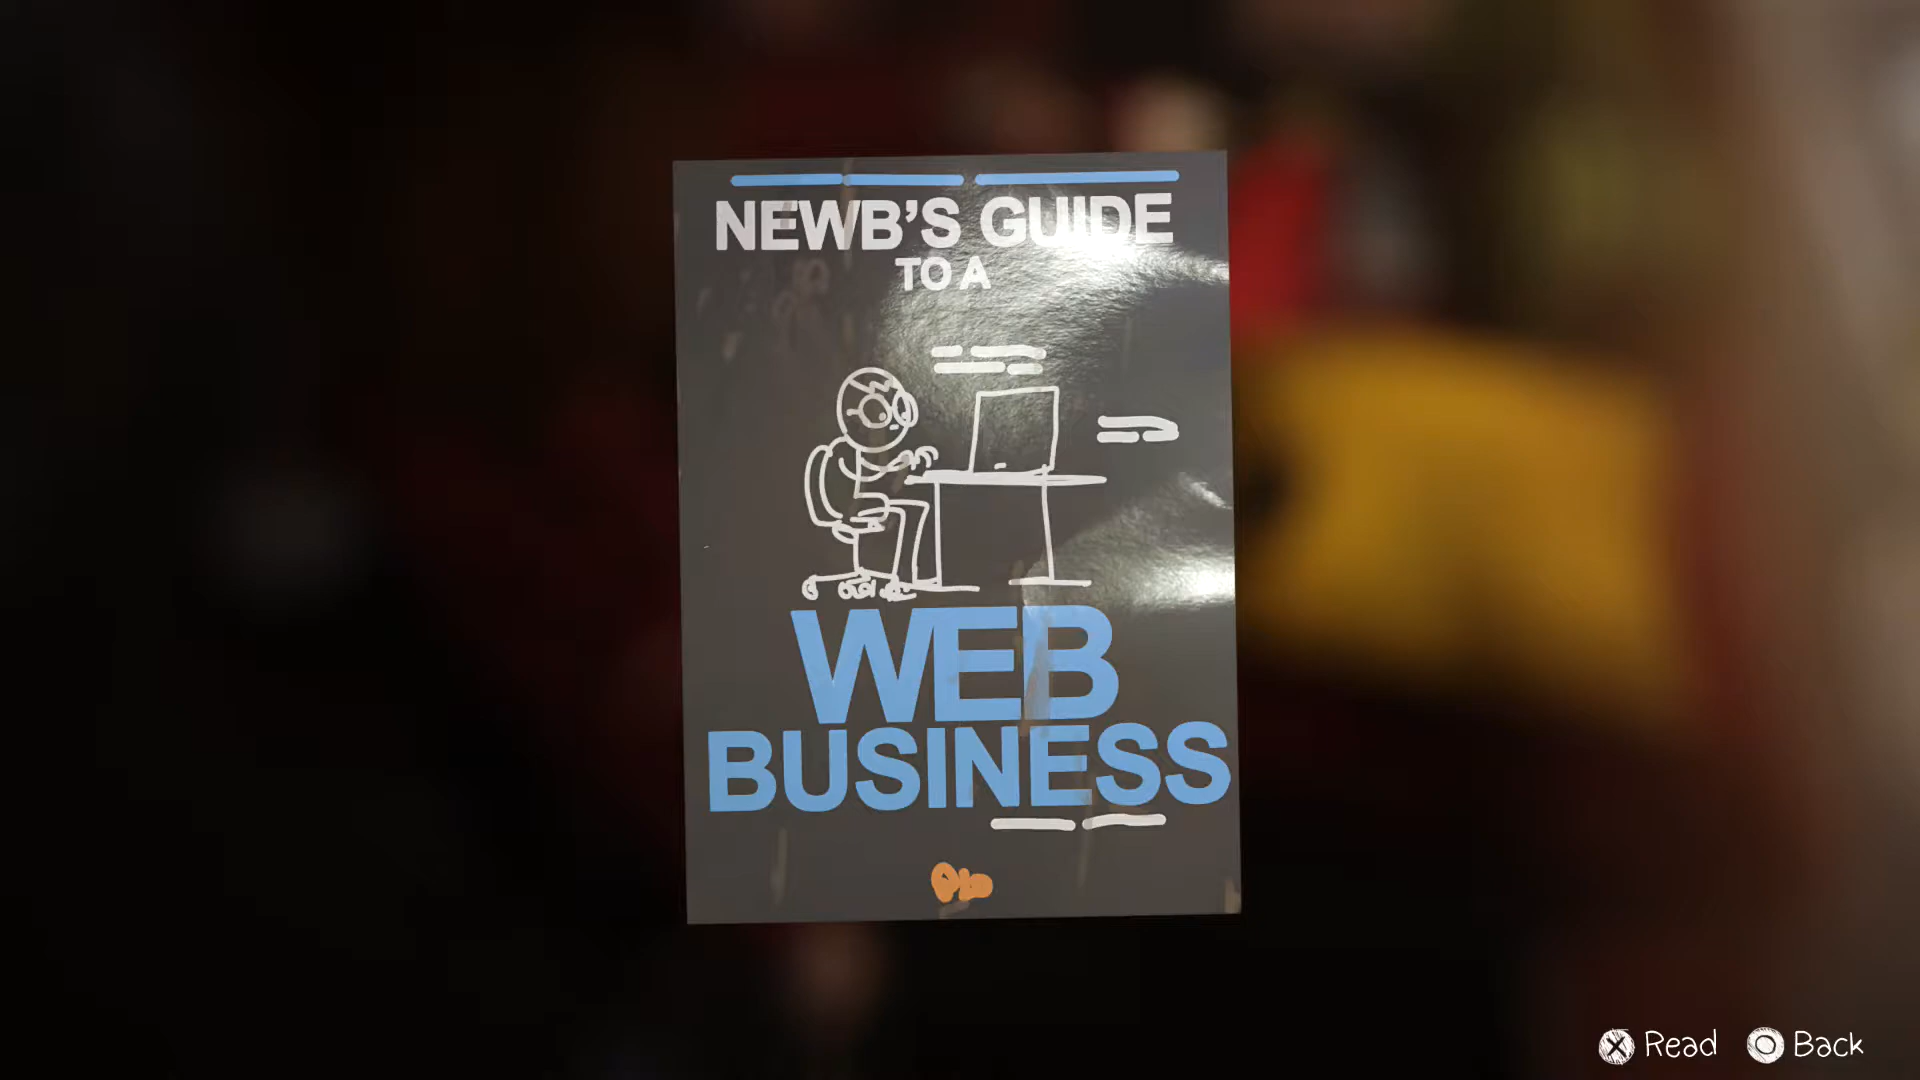 NEWB'S GUIDE
TO A
WEB
BUSINESS
Read Back